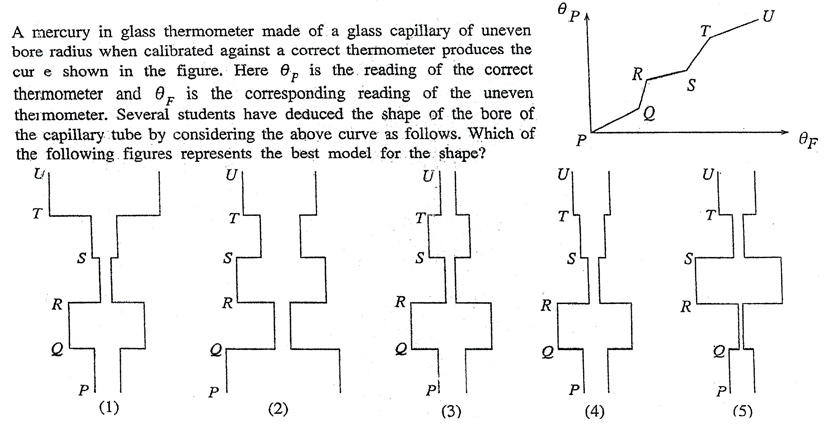 A mercury in glass thermometer made of a glass capillary of uneven
bore radius when calibrated against a correct thermometer produces the
cur e shown in the figure. Here θP is the reading of the correct
thermometer and θF is the corresponding reading of the uneven
thermometer. Several students have deduced the shape of the bore of
the capillary tube by considering the above curve as follows. Which of
the following figures represents the best model for the shape?
θP
U
T
R
S
Q
P
θF
U U U U U
T T T T T
S S S S S
R R R R R
Q Q Q Q Q
P P P P P
(1) (2) (3) (4) (5)